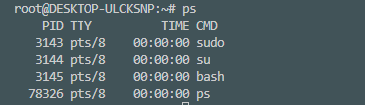 root@DESKTOP-ULCKSNP:~# ps
PID TTY TIME CMD
3143 pts/8 00:00:00 sudo
3144 pts/8 00:00:00 su
3145 pts/8 00:00:00 bash
78326 pts/8 00:00:00 ps